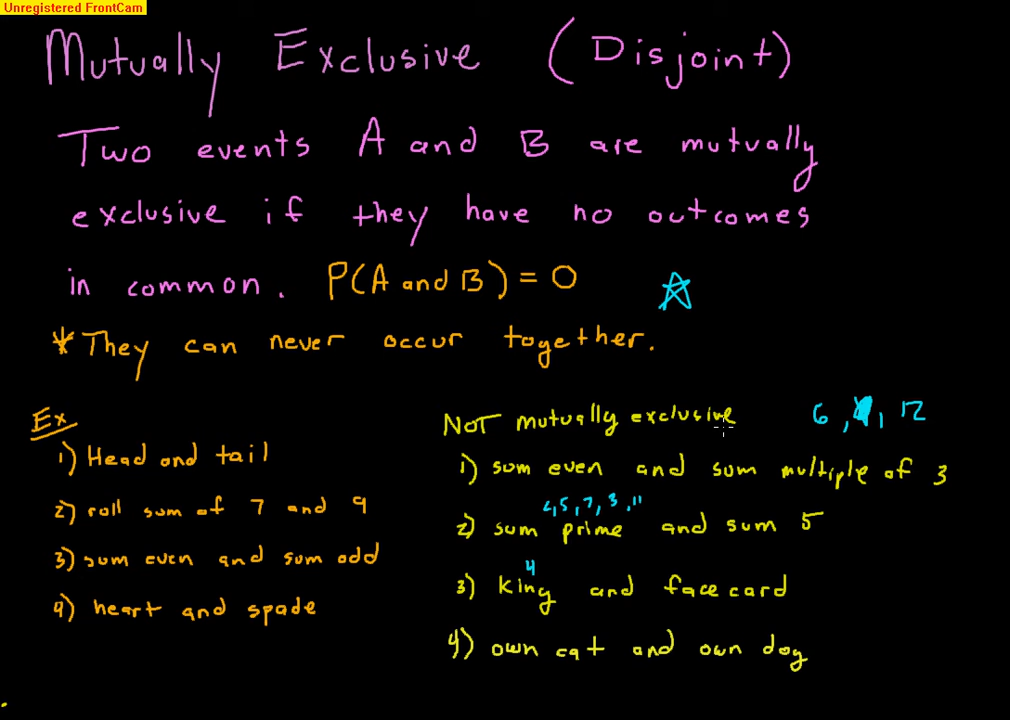 Unregistered FrontCam
Mutually Exclusive (Disjoint)
Two events A and B are mutually
exclusive if they have no outcomes
in common. P(A and B) = 0
*They can never occur together.
Ex
1) Head and tail
2) roll sum of 7 and 9
3) sum even and sum odd
4) heart and spade
NOT mutually exclusive 6, , 12
1) sum even and sum multiple of 3
2, 5, 7, 3, 11
2) sum prime and sum 5
4
3) king and face card
4) own cat and own dog